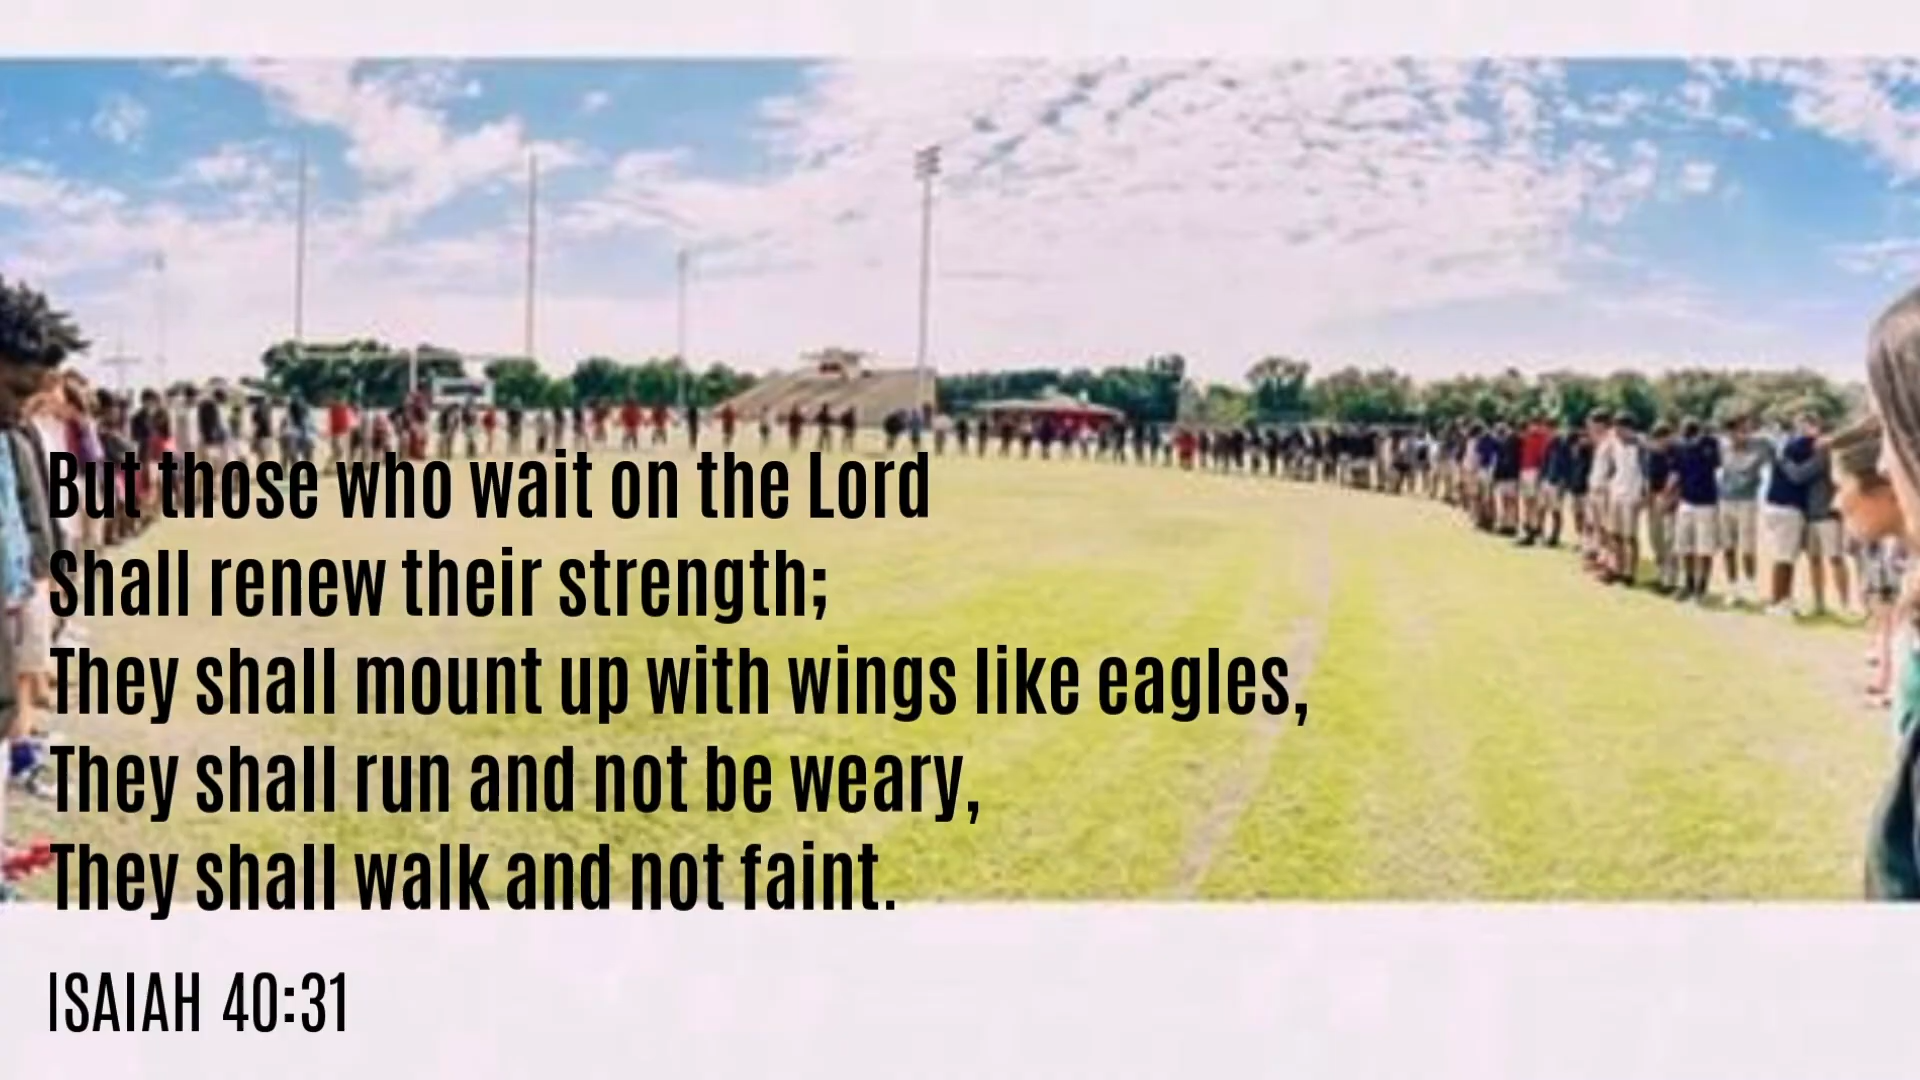 But those who wait on the Lord
Shall renew their strength;
They shall mount up with wings like eagles,
They shall run and not be weary,
They shall walk and not faint.
ISAIAH 40:31